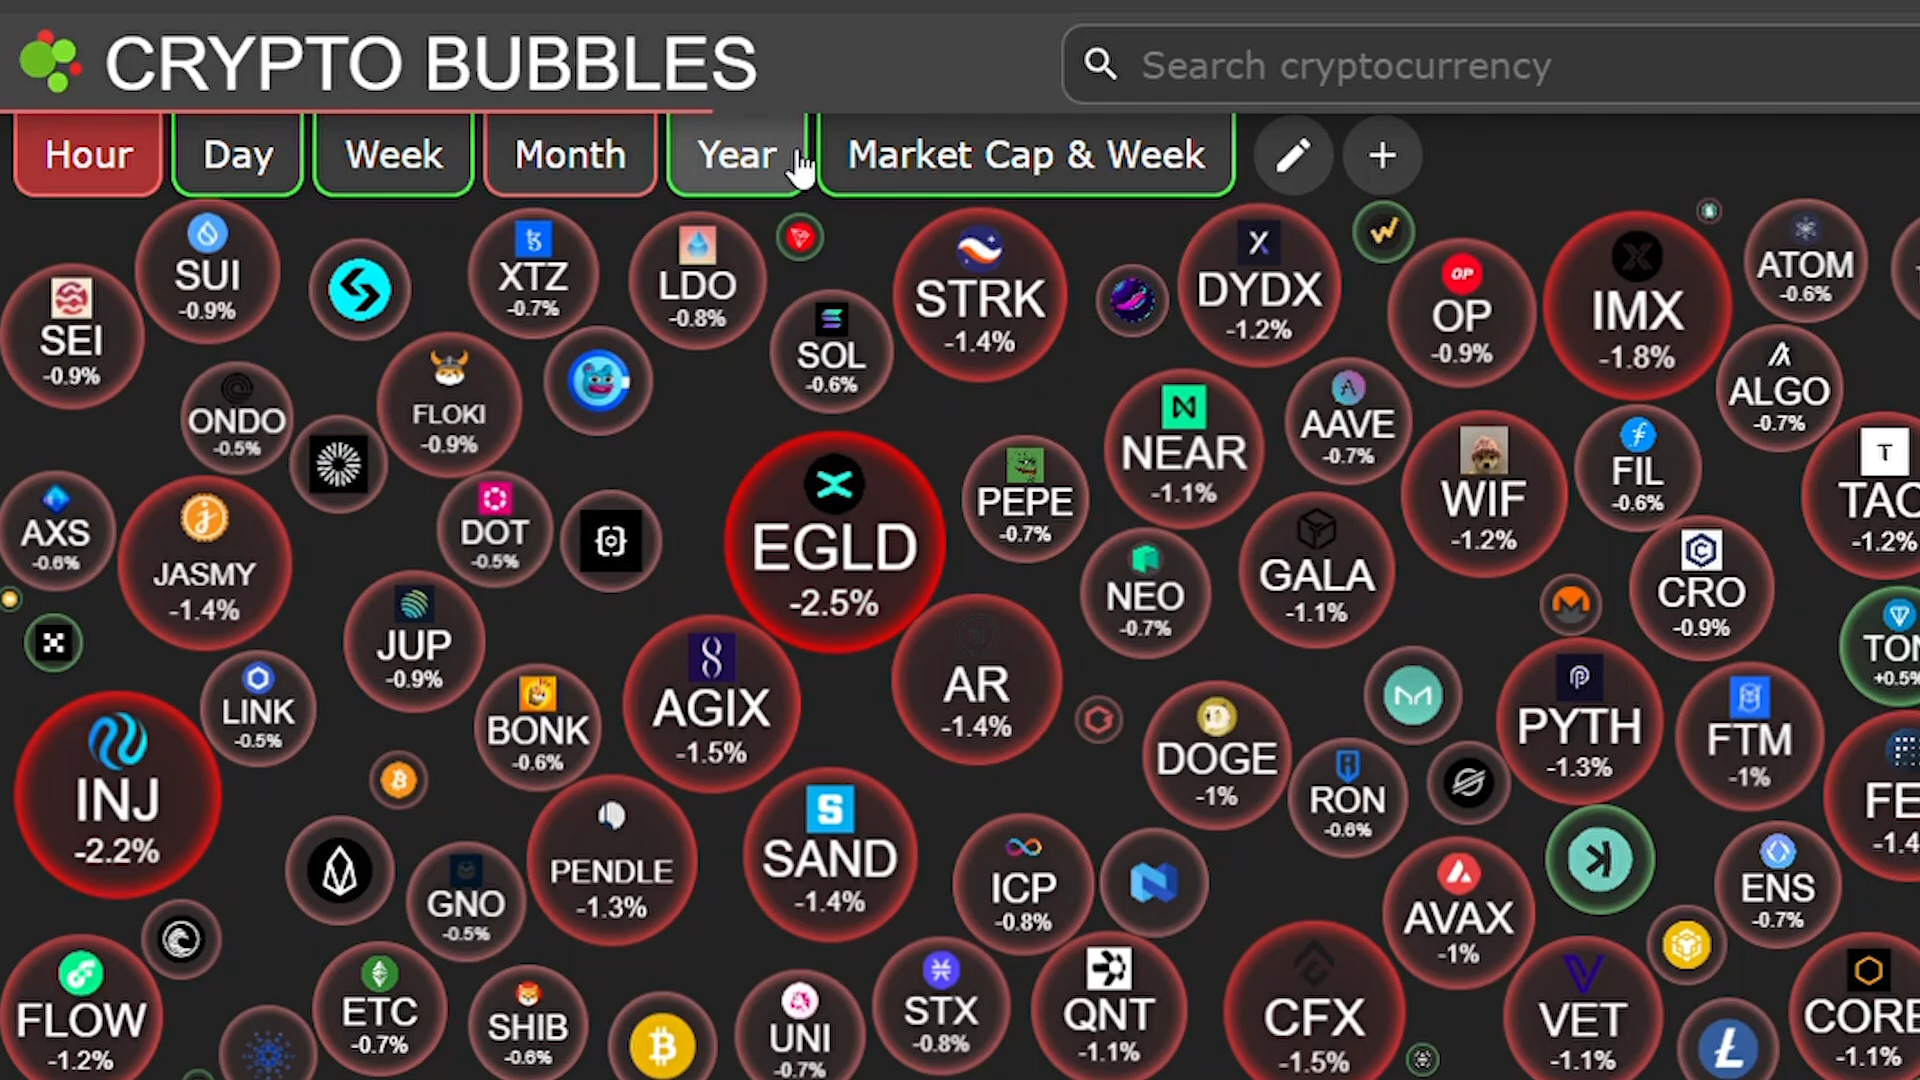 CRYPTO BUBBLES
Search cryptocurrency
Hour
Day
Week
Month
Year
Market Cap & Week
SEI
-0.9%
SUI
-0.9%
XTZ
-0.7%
LDO
-0.8%
SOL
-0.6%
STRK
-1.4%
DYDX
-1.2%
OP
OP
-0.9%
IMX
-1.8%
ATOM
-0.6%
ALGO
-0.7%
ONDO
-0.5%
FLOKI
-0.9%
NEAR
-1.1%
AAVE
-0.7%
WIF
-1.2%
FIL
-0.6%
T
TAO
-1.2%
AXS
-0.6%
JASMY
-1.4%
DOT
-0.5%
EGLD
-2.5%
PEPE
-0.7%
NEO
-0.7%
GALA
-1.1%
CRO
-0.9%
TON
+0.5%
JUP
-0.9%
LINK
-0.5%
BONK
-0.6%
AGIX
-1.5%
AR
-1.4%
DOGE
-1%
RON
-0.6%
PYTH
-1.3%
FTM
-1%
FE
-1.4
INJ
-2.2%
GNO
-0.5%
PENDLE
-1.3%
SAND
-1.4%
ICP
-0.8%
AVAX
-1%
ENS
-0.7%
FLOW
-1.2%
ETC
-0.7%
SHIB
-0.6%
UNI
-0.7%
STX
-0.8%
QNT
-1.1%
CFX
-1.5%
VET
-1.1%
CORE
-1.1%